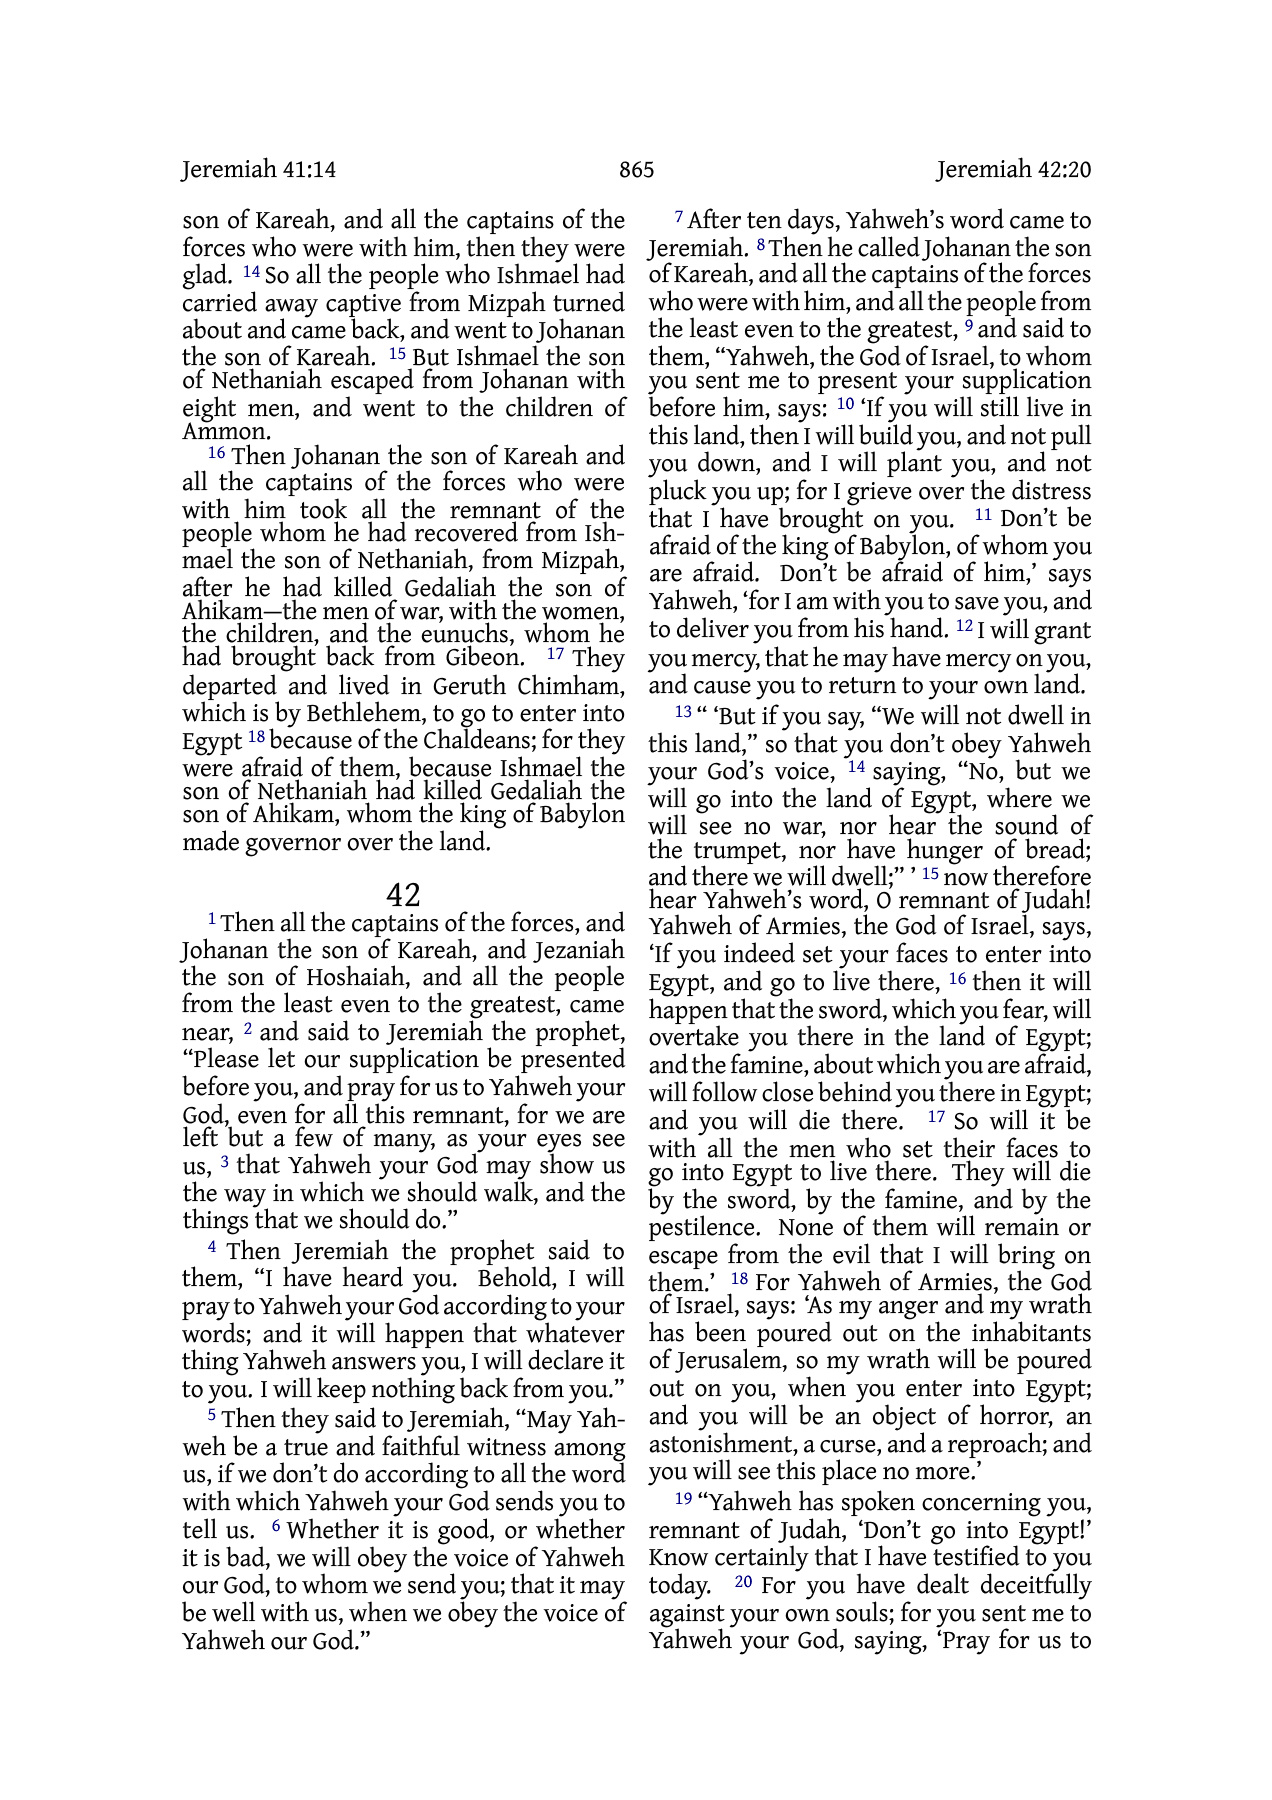 Jeremiah 41:14
865
Jeremiah 42:20
son of Kareah, and all the captains of the
forces who were with him, then they were
glad. 14 So all the people who Ishmael had
carried away captive from Mizpah turned
about and came back, and went to Johanan
the son of Kareah. 15 But Ishmael the son
of Nethaniah escaped from Johanan with
eight men, and went to the children of
Ammon.
16 Then Johanan the son of Kareah and
all the captains of the forces who were
with him took all the remnant of the
people whom he had recovered from Ish-
mael the son of Nethaniah, from Mizpah,
after he had killed Gedaliah the son of
Ahikam—the men of war, with the women,
the children, and the eunuchs, whom he
had brought back from Gibeon. 17 They
departed and lived in Geruth Chimham,
which is by Bethlehem, to go to enter into
Egypt 18 because of the Chaldeans; for they
were afraid of them, because Ishmael the
son of Nethaniah had killed Gedaliah the
son of Ahikam, whom the king of Babylon
made governor over the land.
42
1 Then all the captains of the forces, and
Johanan the son of Kareah, and Jezaniah
the son of Hoshaiah, and all the people
from the least even to the greatest, came
near, 2 and said to Jeremiah the prophet,
“Please let our supplication be presented
before you, and pray for us to Yahweh your
God, even for all this remnant, for we are
left but a few of many, as your eyes see
us, 3 that Yahweh your God may show us
the way in which we should walk, and the
things that we should do.”
4 Then Jeremiah the prophet said to
them, “I have heard you. Behold, I will
pray to Yahweh your God according to your
words; and it will happen that whatever
thing Yahweh answers you, I will declare it
to you. I will keep nothing back from you.”
5 Then they said to Jeremiah, “May Yah-
weh be a true and faithful witness among
us, if we don’t do according to all the word
with which Yahweh your God sends you to
tell us. 6 Whether it is good, or whether
it is bad, we will obey the voice of Yahweh
our God, to whom we send you; that it may
be well with us, when we obey the voice of
Yahweh our God.”
7 After ten days, Yahweh’s word came to
Jeremiah. 8 Then he called Johanan the son
of Kareah, and all the captains of the forces
who were with him, and all the people from
the least even to the greatest, 9 and said to
them, “Yahweh, the God of Israel, to whom
you sent me to present your supplication
before him, says: 10 ‘If you will still live in
this land, then I will build you, and not pull
you down, and I will plant you, and not
pluck you up; for I grieve over the distress
that I have brought on you. 11 Don’t be
afraid of the king of Babylon, of whom you
are afraid. Don’t be afraid of him,’ says
Yahweh, ‘for I am with you to save you, and
to deliver you from his hand. 12 I will grant
you mercy, that he may have mercy on you,
and cause you to return to your own land.
13 “ ‘But if you say, “We will not dwell in
this land,” so that you don’t obey Yahweh
your God’s voice, 14 saying, “No, but we
will go into the land of Egypt, where we
will see no war, nor hear the sound of
the trumpet, nor have hunger of bread;
and there we will dwell;” ’ 15 now therefore
hear Yahweh’s word, O remnant of Judah!
Yahweh of Armies, the God of Israel, says,
‘If you indeed set your faces to enter into
Egypt, and go to live there, 16 then it will
happen that the sword, which you fear, will
overtake you there in the land of Egypt;
and the famine, about which you are afraid,
will follow close behind you there in Egypt;
and you will die there. 17 So will it be
with all the men who set their faces to
go into Egypt to live there. They will die
by the sword, by the famine, and by the
pestilence. None of them will remain or
escape from the evil that I will bring on
them.’ 18 For Yahweh of Armies, the God
of Israel, says: ‘As my anger and my wrath
has been poured out on the inhabitants
of Jerusalem, so my wrath will be poured
out on you, when you enter into Egypt;
and you will be an object of horror, an
astonishment, a curse, and a reproach; and
you will see this place no more.’
19 “Yahweh has spoken concerning you,
remnant of Judah, ‘Don’t go into Egypt!’
Know certainly that I have testified to you
today. 20 For you have dealt deceitfully
against your own souls; for you sent me to
Yahweh your God, saying, ‘Pray for us to